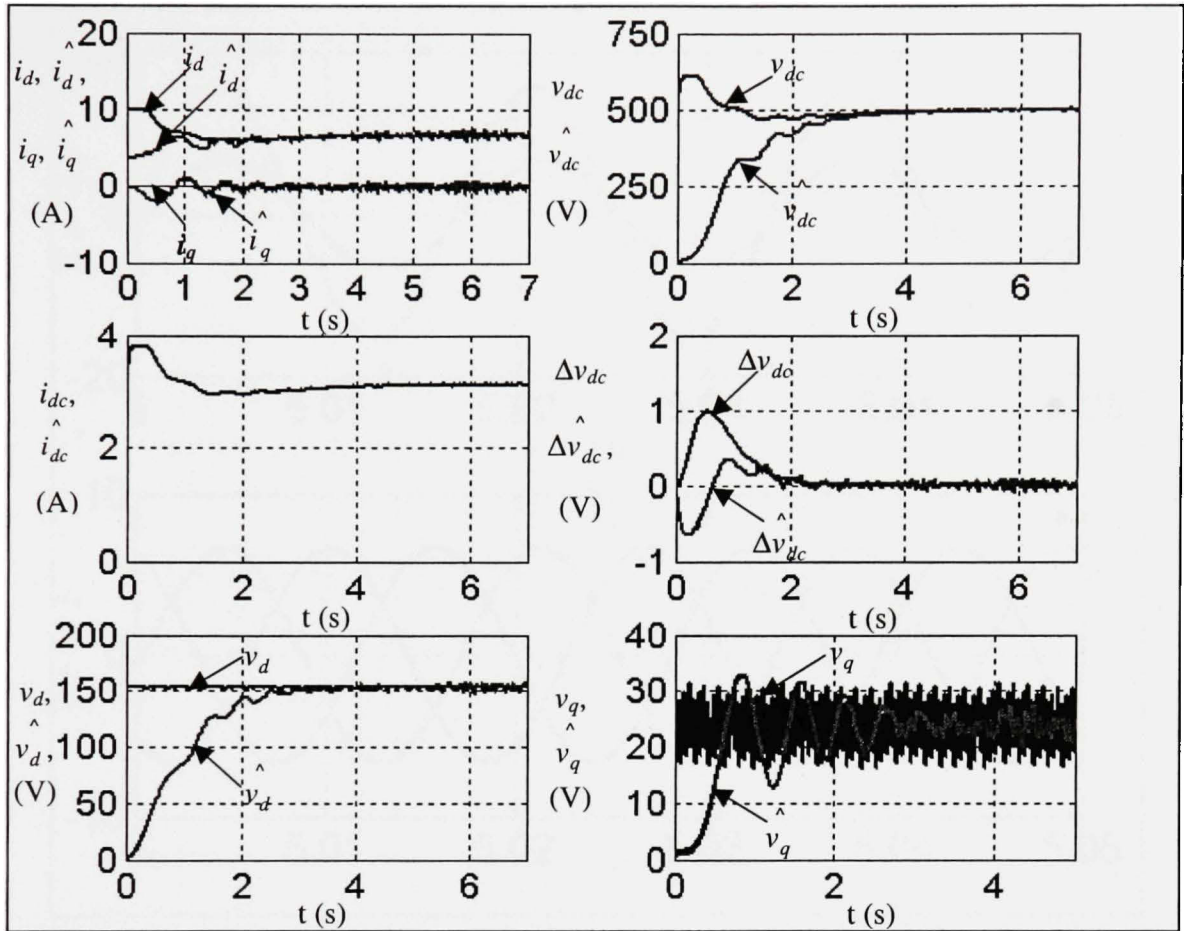 20
i_d, î_d,
10
i_q, î_q
0
(A)
-10
i_d
î_d
i_q
î_q
0 1 2 3 4 5 6 7
t (s)
750
v_dc
500
v̂_dc
250
(V)
0
v_dc
v̂_dc
0 2 4 6
t (s)
4
i_dc,
î_dc
2
(A)
0
0 2 4 6
t (s)
2
Δv_dc
1
Δv̂_dc,
0
(V)
-1
Δv_dc
Δv̂_dc
0 2 4 6
t (s)
200
v_d,
150
v̂_d,
100
(V)
50
0
v_d
v̂_d
0 2 4 6
t (s)
40
v_q,
30
v̂_q
20
(V)
10
0
v_q
v̂_q
0 2 4
t (s)